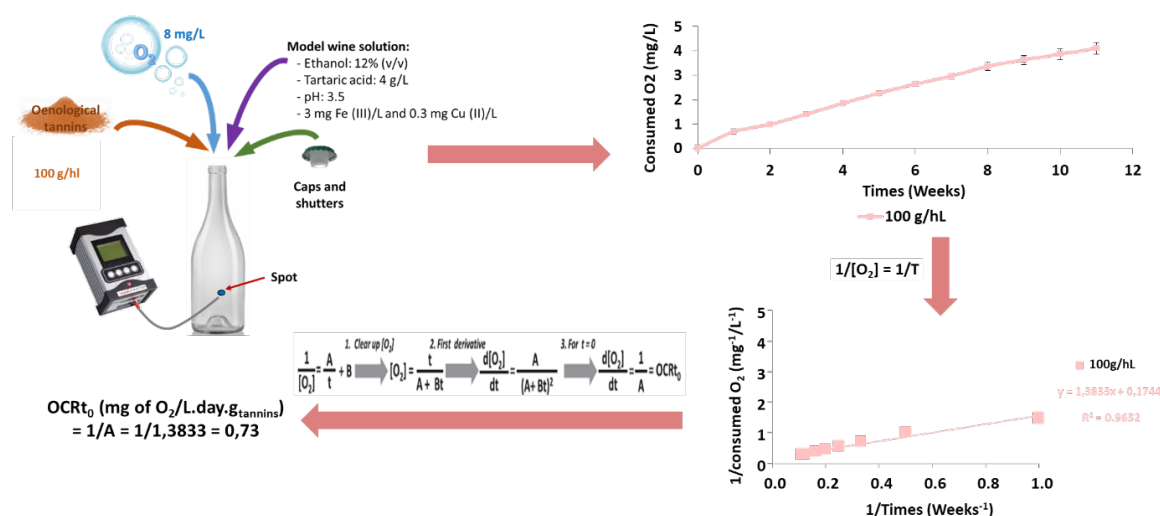 8 mg/L
O₂
Model wine solution:
- Ethanol: 12% (v/v)
- Tartaric acid: 4 g/L
- pH: 3.5
- 3 mg Fe (III)/L and 0.3 mg Cu (II)/L
Oenological
tannins
100 g/hl
Caps and
shutters
Spot
Consumed O2 (mg/L)
5
4
3
2
1
0
0 2 4 6 8 10 12
Times (Weeks)
100 g/hL
1/[O₂] = 1/T
1/consumed O₂ (mg⁻¹/L⁻¹)
5
4
3
2
1
0
0.0 0.2 0.4 0.6 0.8 1.0
1/Times (Weeks⁻¹)
100g/hL
y = 1,3833x + 0,1744
R² = 0.9652
1. Clear up [O₂] 2. First derivative 3. For t = 0
1/[O₂] = A/t + B [O₂] = t/(A + Bt) d[O₂]/dt = A/(A+ Bt)² d[O₂]/dt = 1/A = OCRt₀
OCRt₀ (mg of O₂/L.day.g tannins)
= 1/A = 1/1,3833 = 0,73